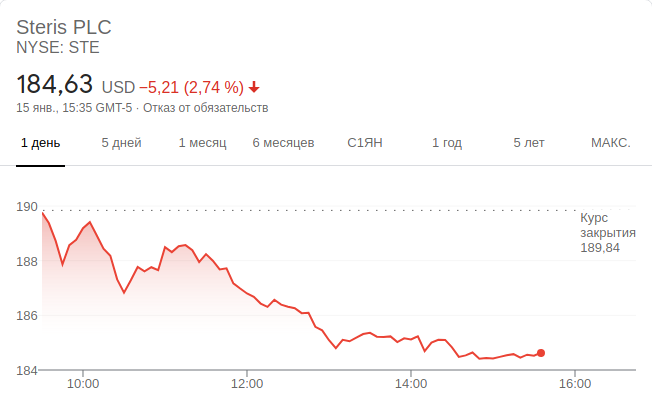 Steris PLC
NYSE: STE
184,63 USD −5,21 (2,74 %)
15 янв., 15:35 GMT-5 · Отказ от обязательств
1 день 5 дней 1 месяц 6 месяцев С1ЯН 1 год 5 лет МАКС.
190
Курс
закрытия
189,84
188
186
184
10:00 12:00 14:00 16:00